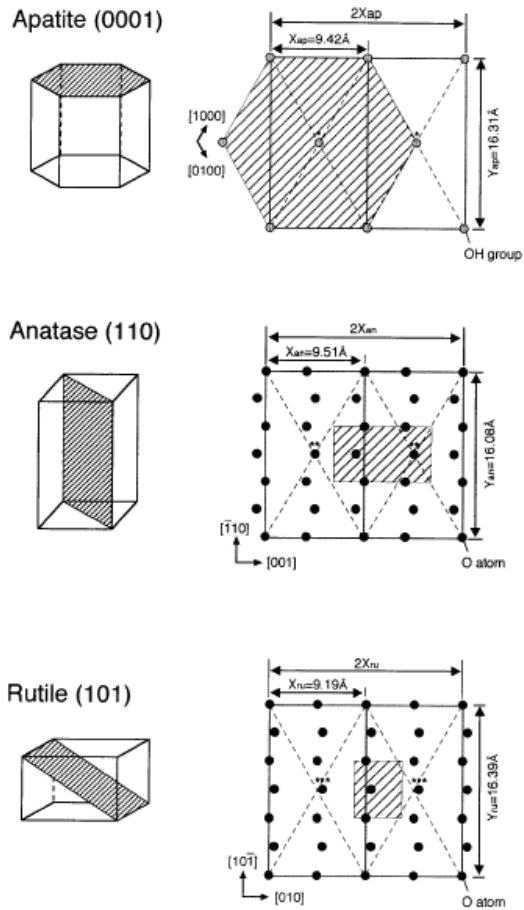 Apatite (0001)
2Xap
Xap=9.42Å
[1000]
[0100]
Yap=16.31Å
*
*
OH group
Anatase (110)
2Xan
Xan=9.51Å
Yan=16.08Å
**
**
[1̄10]
[001]
O atom
Rutile (101)
2Xru
Xru=9.19Å
Yru=16.39Å
***
***
[101̄]
[010]
O atom